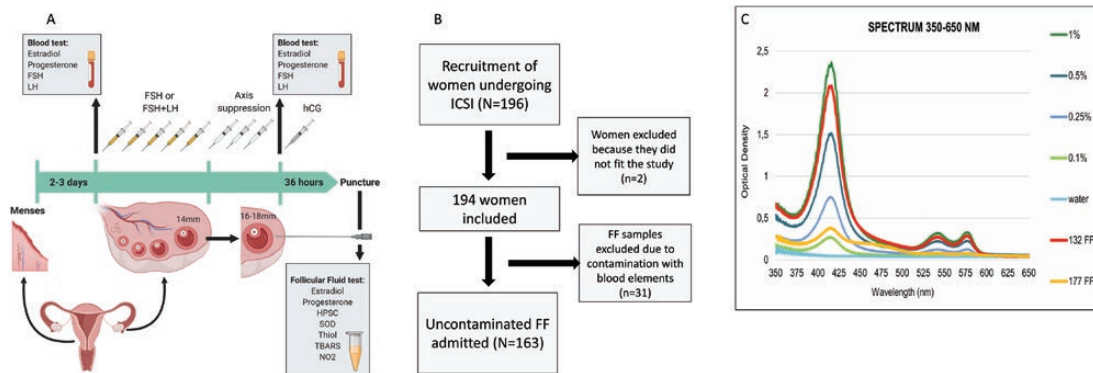 A
Blood test:
Estradiol
Progesterone
FSH
LH
FSH or
FSH+LH
Axis
suppression
Blood test:
Estradiol
Progesterone
FSH
LH
hCG
2-3 days
36 hours
Puncture
Menses
14mm
16-18mm
Follicular Fluid test:
Estradiol
Progesterone
HPSC
SOD
Thiol
TBARS
NO2
B
Recruitment of
women undergoing
ICSI (N=196)
Women excluded
because they did
not fit the study
(n=2)
194 women
included
FF samples
excluded due to
contamination with
blood elements
(n=31)
Uncontaminated FF
admitted (N=163)
C
SPECTRUM 350-650 NM
Optical Density
2,5
2
1,5
1
0,5
0
350 375 400 425 450 475 500 525 550 575 600 625 650
Wavelength (nm)
1%
0.5%
0.25%
0.1%
water
132 FF
177 FF